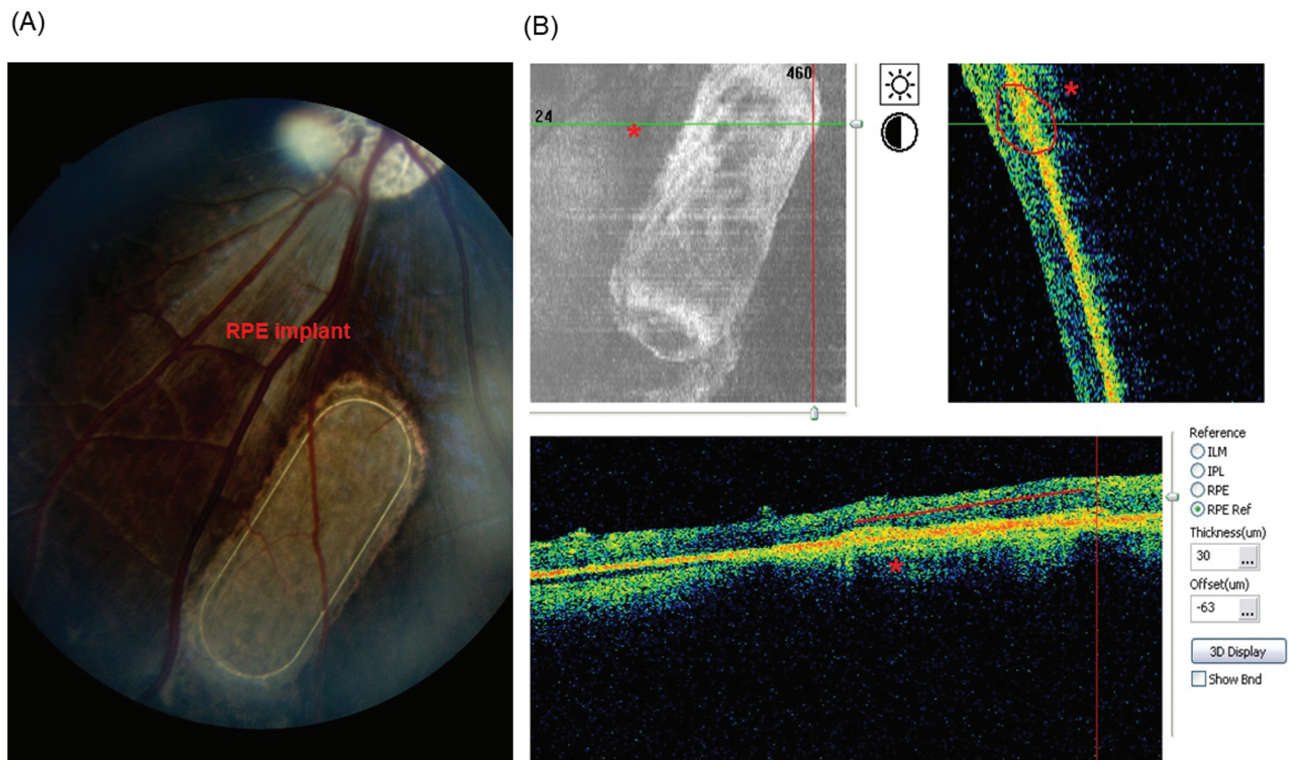 (A)
(B)
RPE implant
460
24
*
*
*
Reference
ILM
IPL
RPE
RPE Ref
Thickness(um)
30 ...
Offset(um)
-63 ...
3D Display
Show Bnd